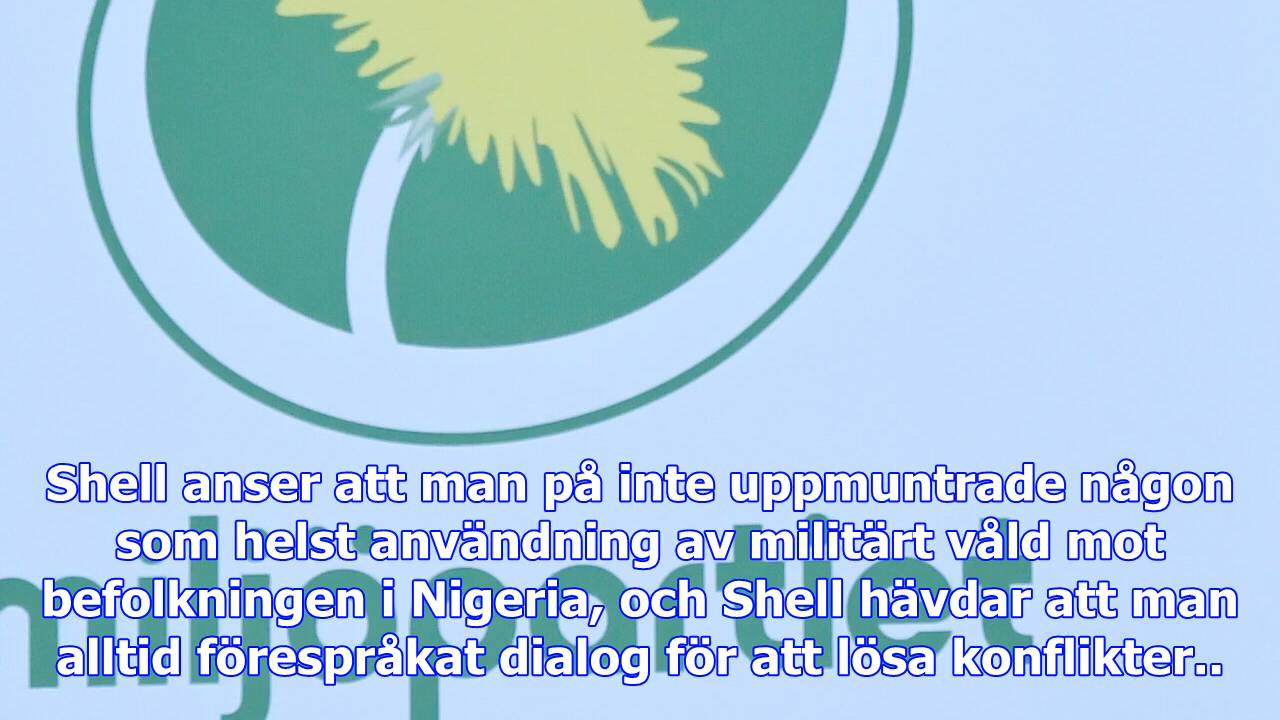 Shell anser att man på inte uppmuntrade någon
som helst användning av militärt våld mot
befolkningen i Nigeria, och Shell hävdar att man
alltid förespråkat dialog för att lösa konflikter..
miljöpartiet